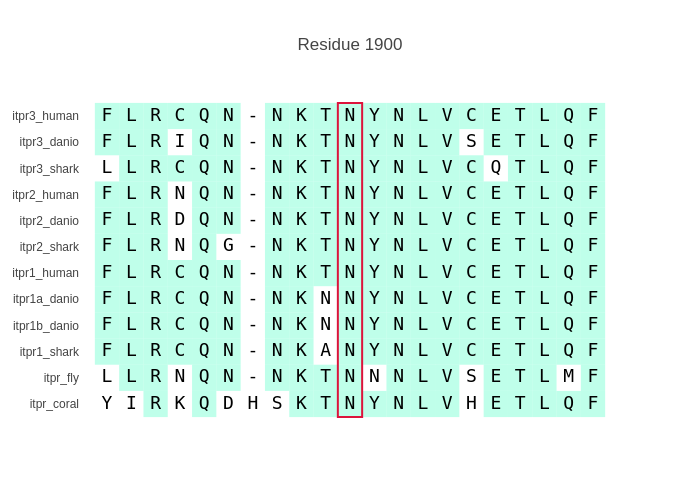 Residue 1900
itpr3_human F L R C Q N - N K T N Y N L V C E T L Q F
itpr3_danio F L R I Q N - N K T N Y N L V S E T L Q F
itpr3_shark L L R C Q N - N K T N Y N L V C Q T L Q F
itpr2_human F L R N Q N - N K T N Y N L V C E T L Q F
itpr2_danio F L R D Q N - N K T N Y N L V C E T L Q F
itpr2_shark F L R N Q G - N K T N Y N L V C E T L Q F
itpr1_human F L R C Q N - N K T N Y N L V C E T L Q F
itpr1a_danio F L R C Q N - N K N N Y N L V C E T L Q F
itpr1b_danio F L R C Q N - N K N N Y N L V C E T L Q F
itpr1_shark F L R C Q N - N K A N Y N L V C E T L Q F
itpr_fly L L R N Q N - N K T N N N L V S E T L M F
itpr_coral Y I R K Q D H S K T N Y N L V H E T L Q F